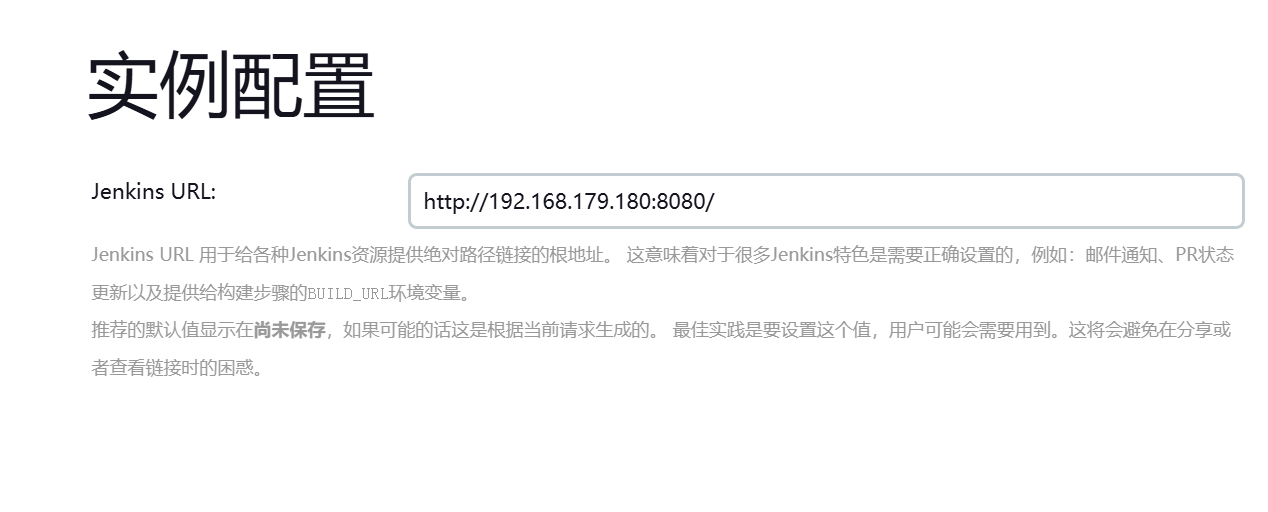 实例配置
Jenkins URL:
http://192.168.179.180:8080/
Jenkins URL 用于给各种Jenkins资源提供绝对路径链接的根地址。 这意味着对于很多Jenkins特色是需要正确设置的，例如：邮件通知、PR状态
更新以及提供给构建步骤的BUILD_URL环境变量。
推荐的默认值显示在尚未保存，如果可能的话这是根据当前请求生成的。 最佳实践是要设置这个值，用户可能会需要用到。这将会避免在分享或
者查看链接时的困惑。